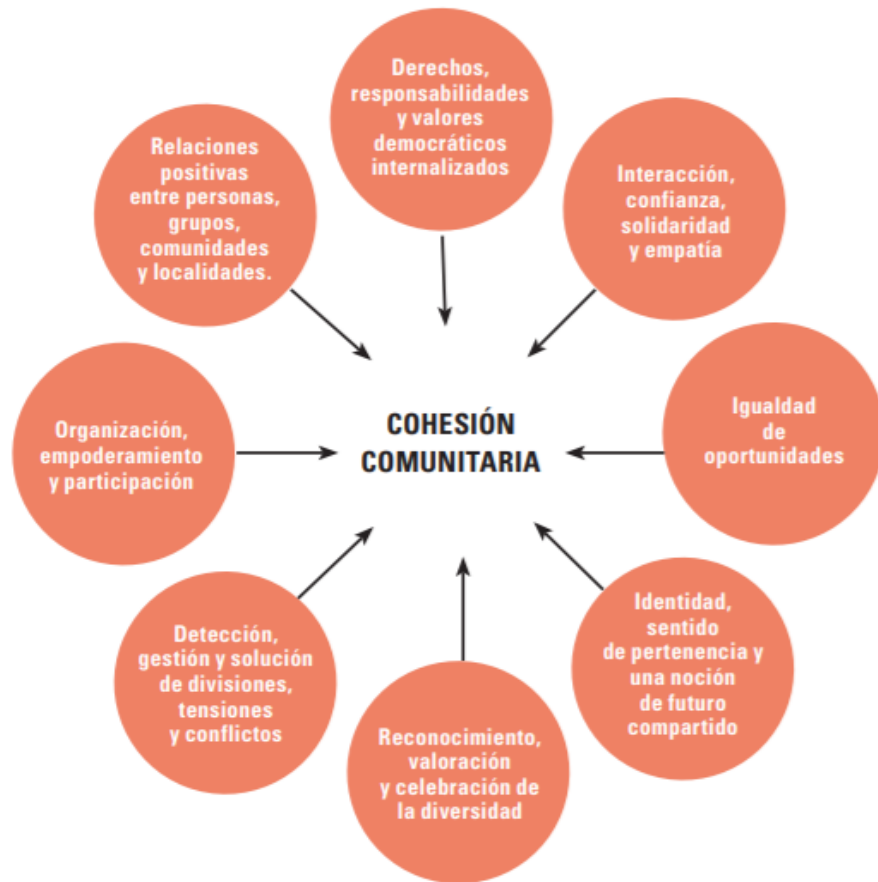 Derechos,
responsabilidades
y valores
democráticos
internalizados
Interacción,
confianza,
solidaridad
y empatía
Igualdad
de
oportunidades
Identidad,
sentido
de pertenencia y
una noción
de futuro
compartido
Reconocimiento,
valoración
y celebración de
la diversidad
Detección,
gestión y solución
de divisiones,
tensiones
y conflictos
Organización,
empoderamiento
y participación
Relaciones
positivas
entre personas,
grupos,
comunidades
y localidades.
COHESIÓN
COMUNITARIA